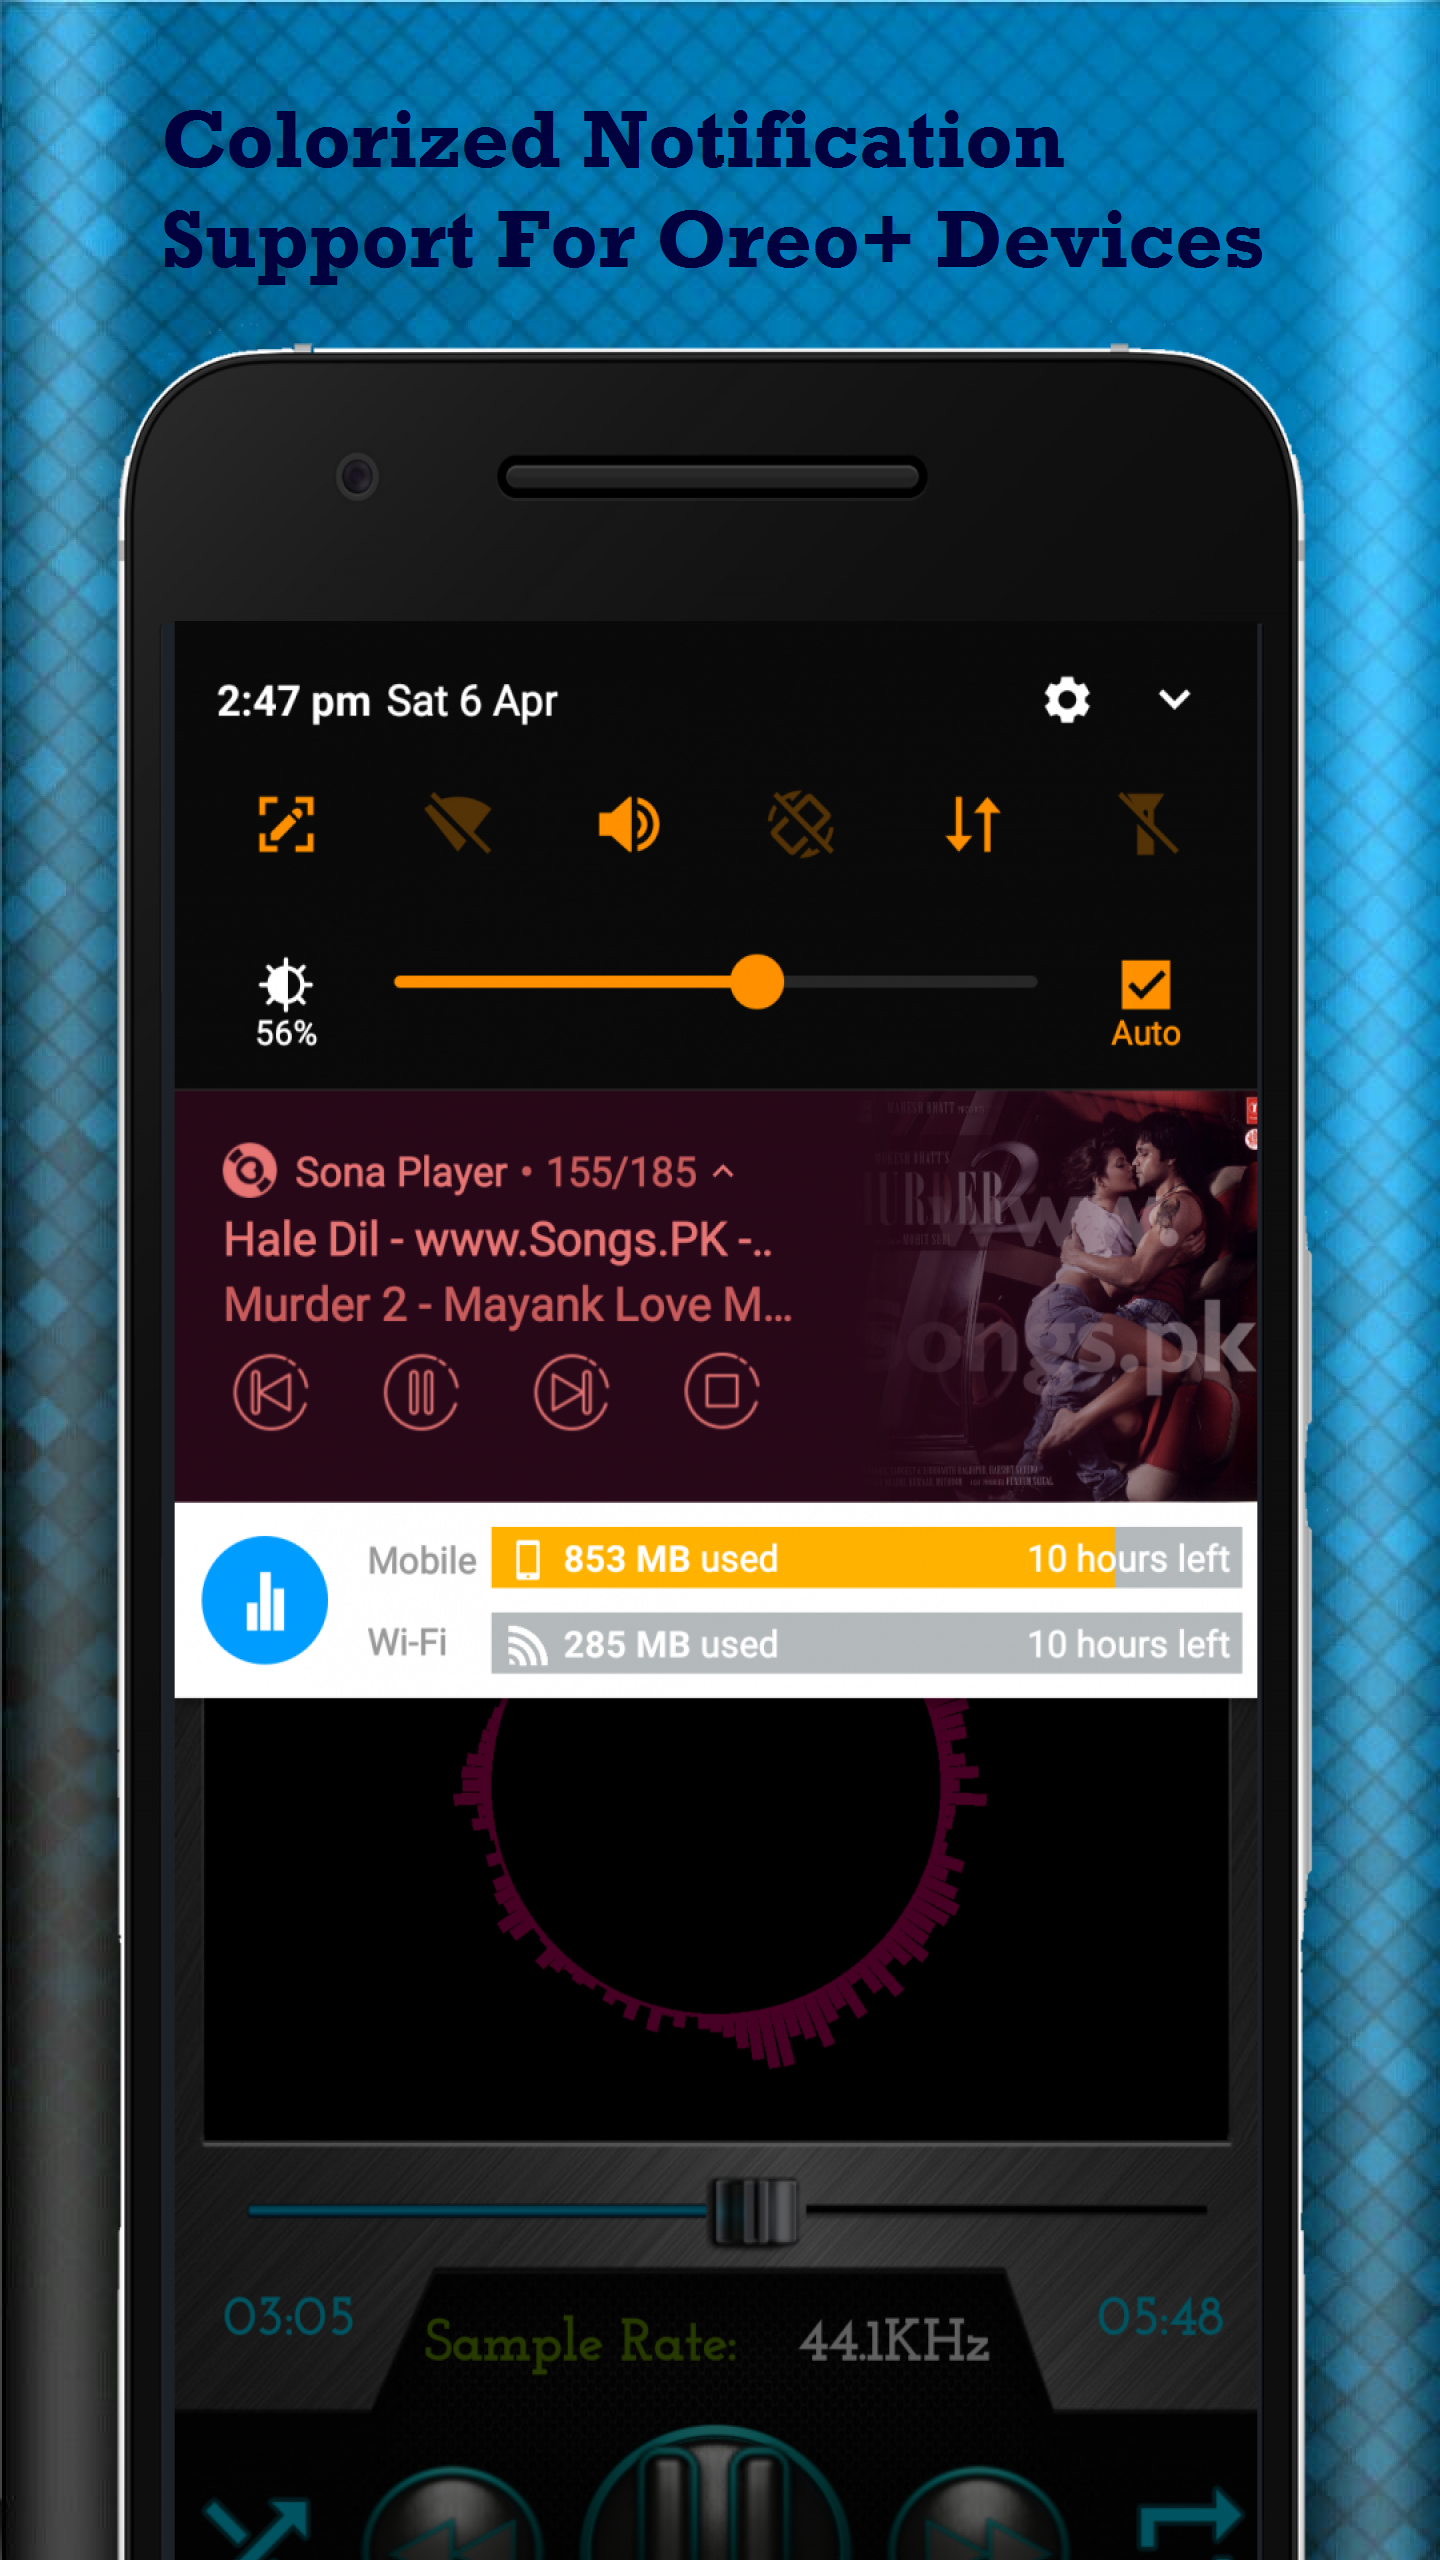 Colorized Notification
Support For Oreo+ Devices
2:47 pm Sat 6 Apr
56%
Auto
Sona Player • 155/185
Hale Dil - www.Songs.PK -..
Murder 2 - Mayank Love M...
MURDER 2
www.
songs.pk
Mobile 853 MB used 10 hours left
Wi-Fi 285 MB used 10 hours left
03:05 05:48
Sample Rate: 44.1KHz